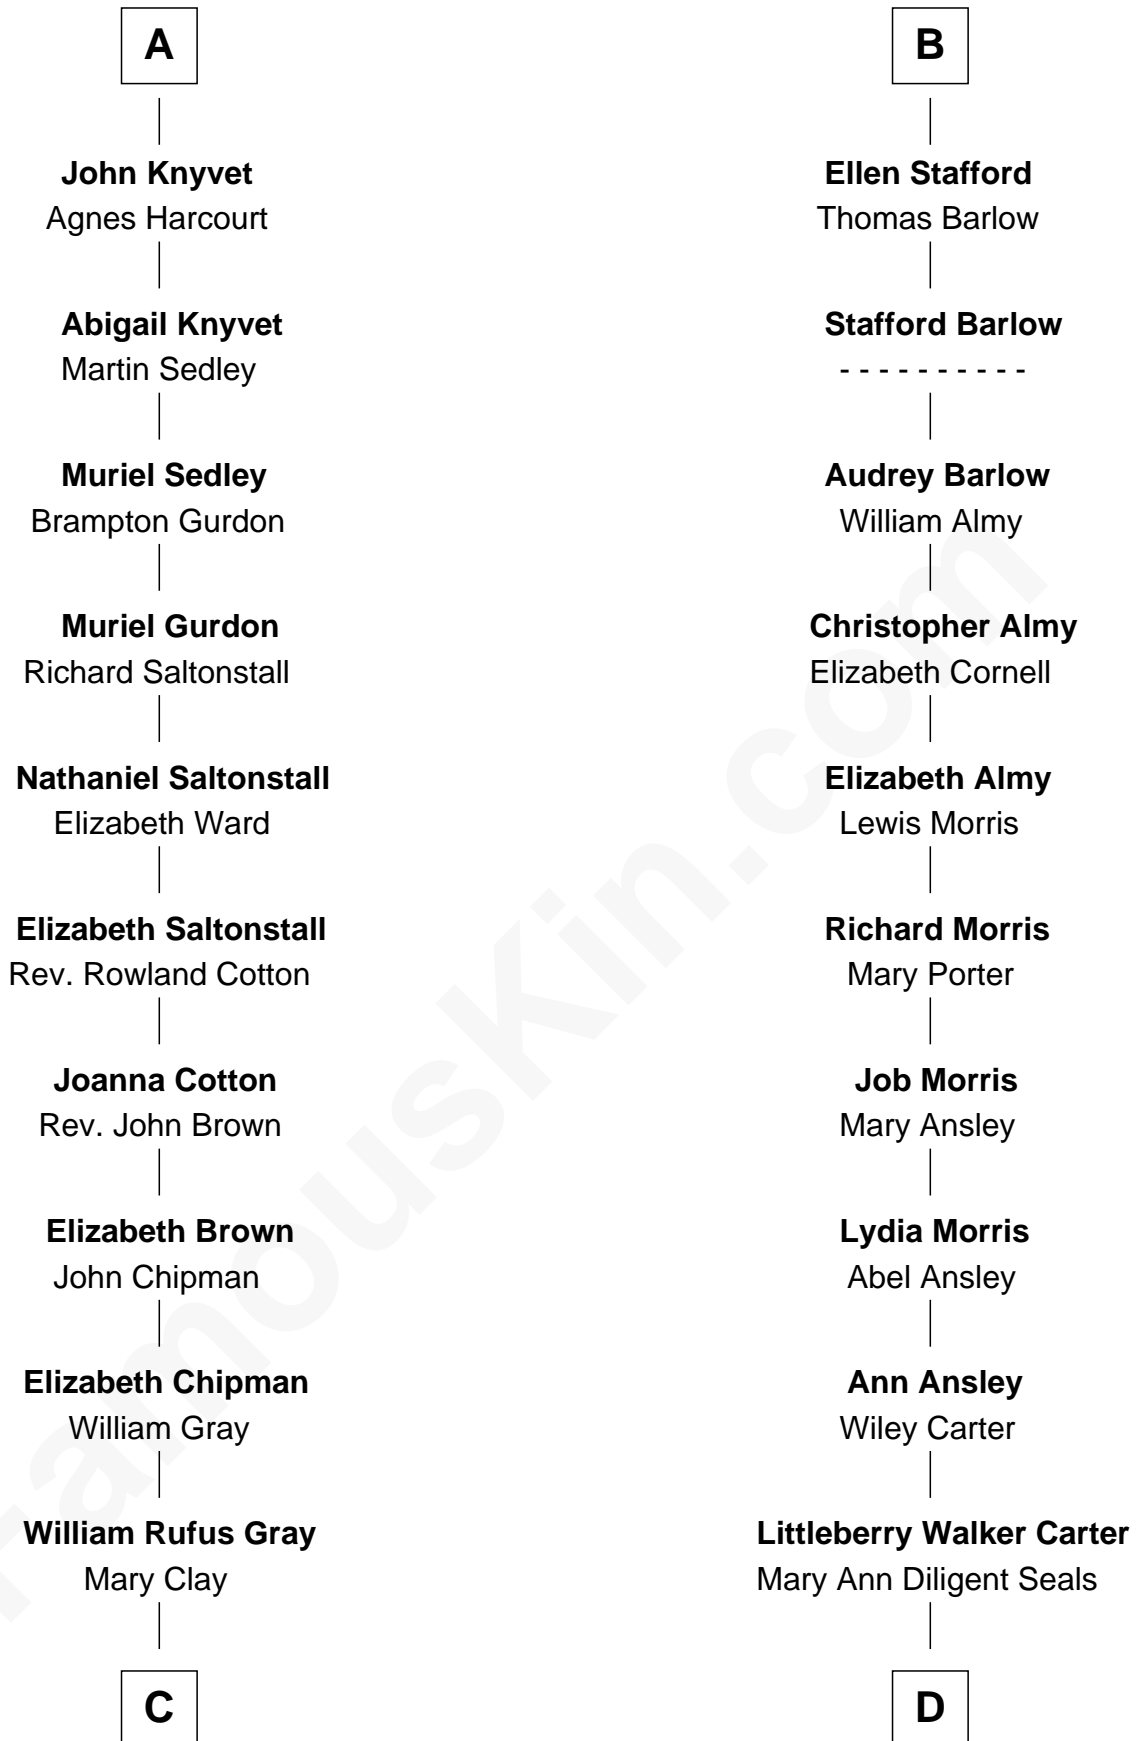 A
John Knyvet
Agnes Harcourt
Abigail Knyvet
Martin Sedley
Muriel Sedley
Brampton Gurdon
Muriel Gurdon
Richard Saltonstall
Nathaniel Saltonstall
Elizabeth Ward
Elizabeth Saltonstall
Rev. Rowland Cotton
Joanna Cotton
Rev. John Brown
Elizabeth Brown
John Chipman
Elizabeth Chipman
William Gray
William Rufus Gray
Mary Clay
C
B
Ellen Stafford
Thomas Barlow
Stafford Barlow
- - - - - - - - - -
Audrey Barlow
William Almy
Christopher Almy
Elizabeth Cornell
Elizabeth Almy
Lewis Morris
Richard Morris
Mary Porter
Job Morris
Mary Ansley
Lydia Morris
Abel Ansley
Ann Ansley
Wiley Carter
Littleberry Walker Carter
Mary Ann Diligent Seals
D
FamousKin.com